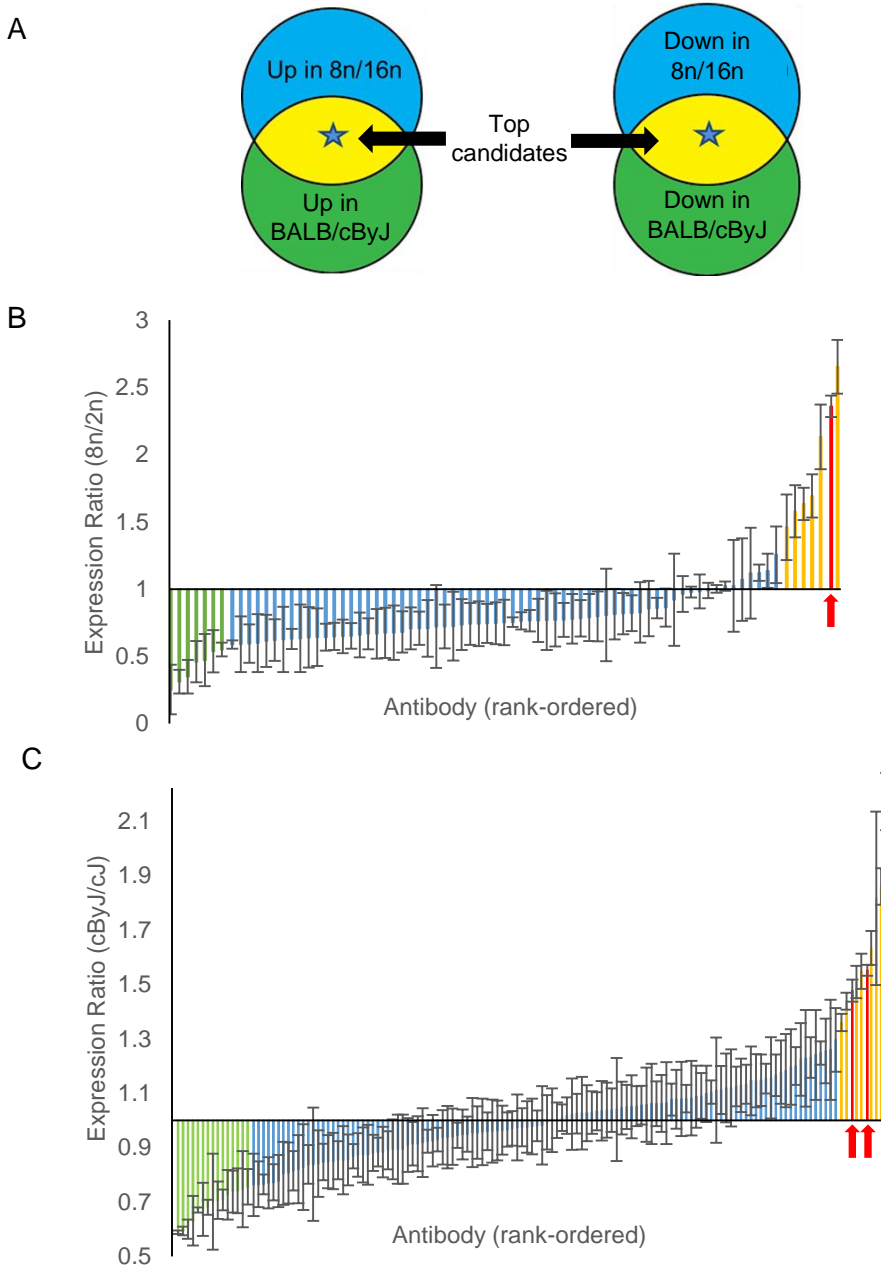 A
Up in 8n/16n
Down in
8n/16n
Top
candidates
Up in
BALB/cByJ
Down in
BALB/cByJ
B
Expression Ratio (8n/2n)
3
2.5
2
1.5
1
0.5
0
Antibody (rank-ordered)
C
Expression Ratio (cByJ/cJ)
2.1
1.9
1.7
1.5
1.3
1.1
0.9
0.7
0.5
Antibody (rank-ordered)